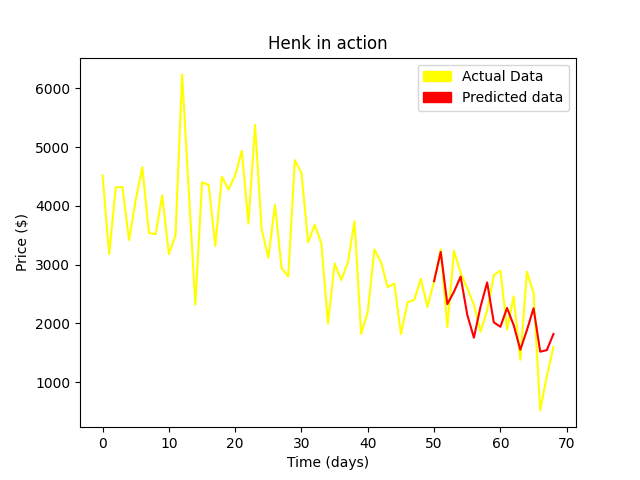 Henk in action
Actual Data
Predicted data
Price ($)
6000
5000
4000
3000
2000
1000
0 10 20 30 40 50 60 70
Time (days)